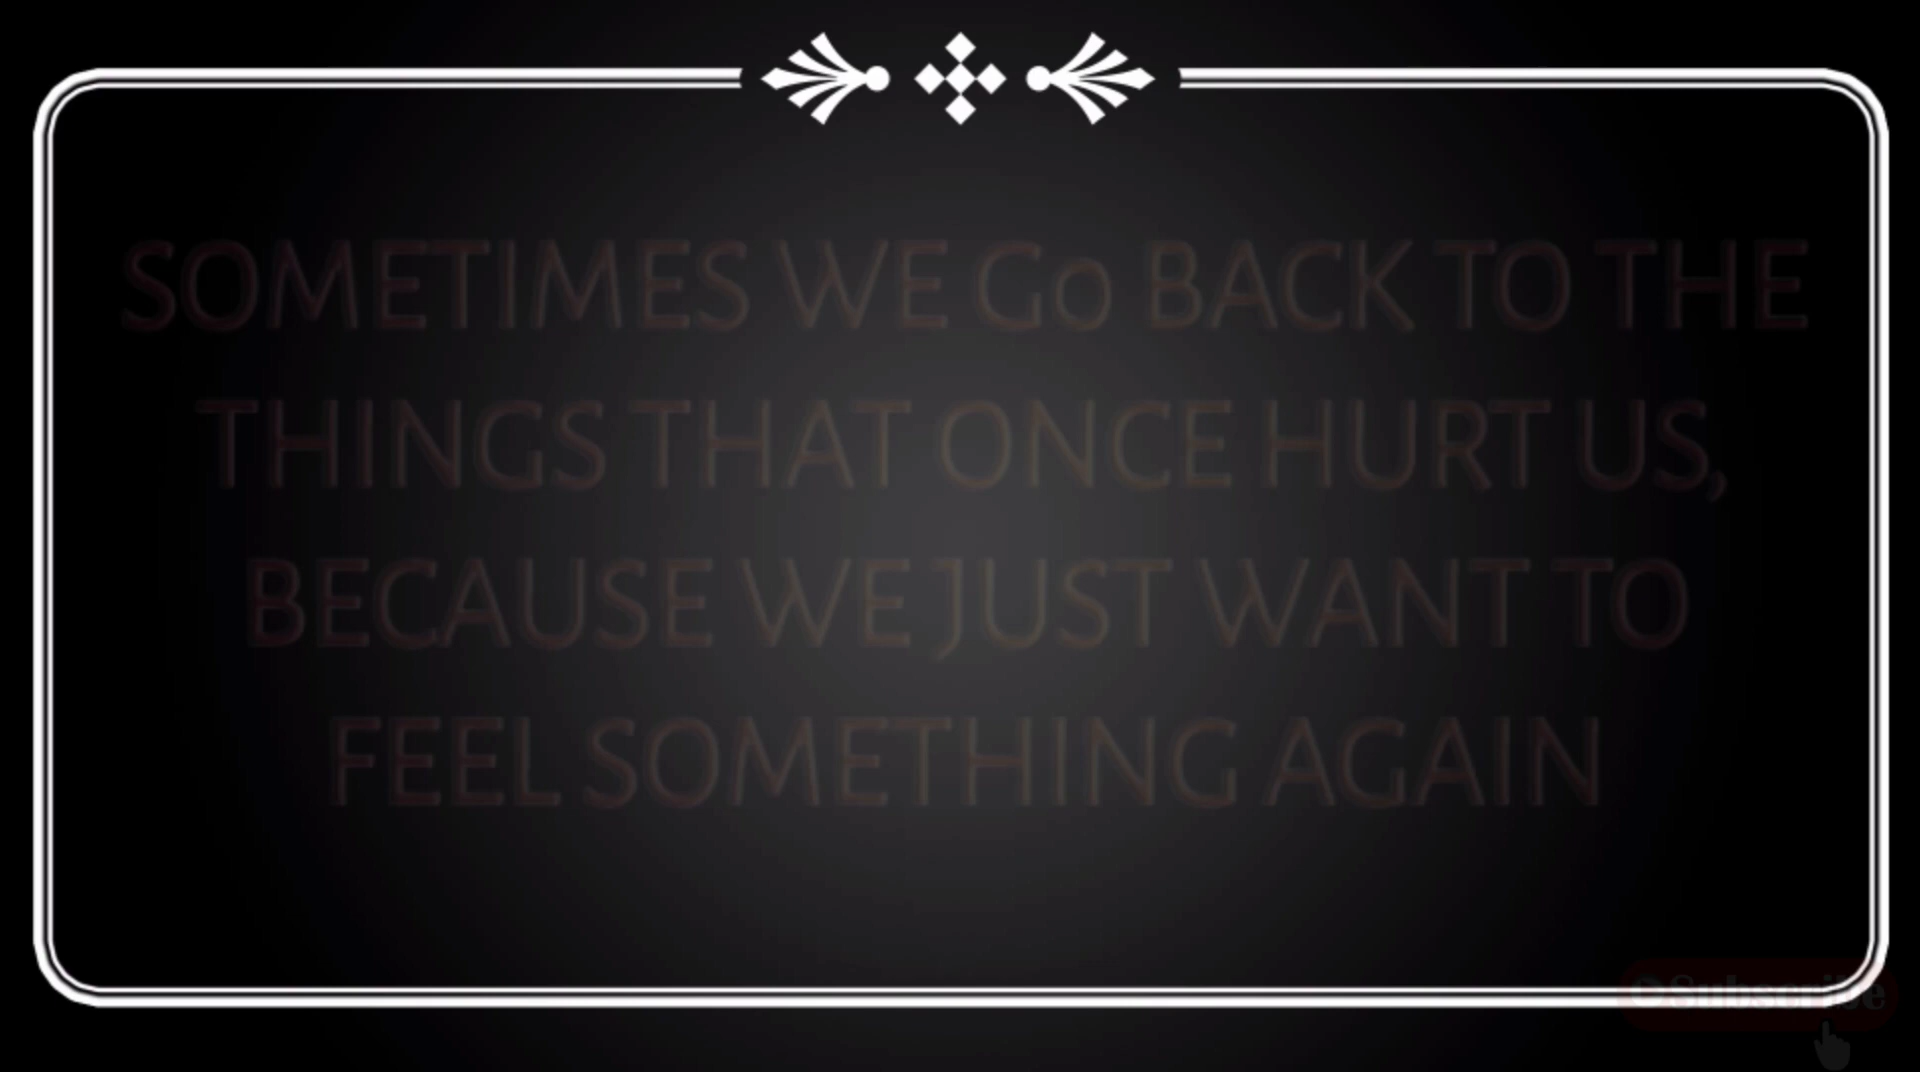 SOMETIMES WE Go BACK TO THE
THINGS THAT ONCE HURT US,
BECAUSE WE JUST WANT TO
FEEL SOMETHING AGAIN
Subscribe